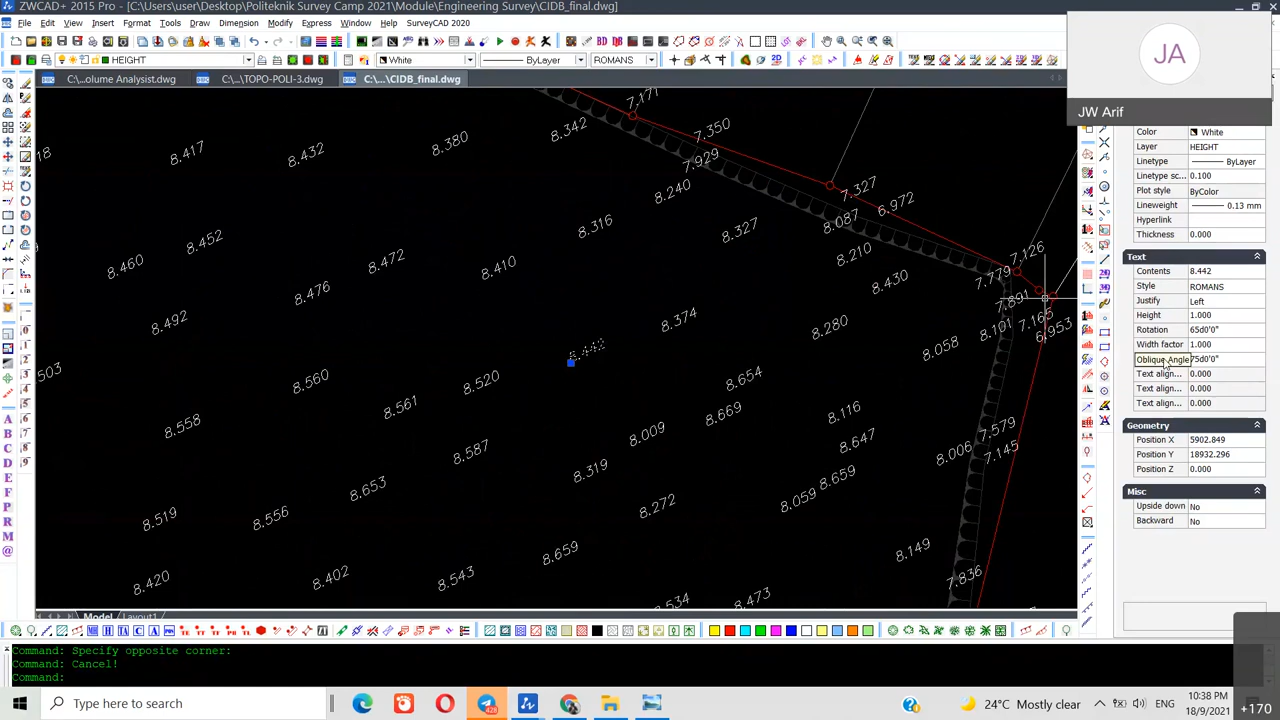 ZWCAD+ 2015 Pro - [C:\Users\user\Desktop\Politeknik Survey Camp 2021\Module\Engineering Survey\CIDB_final.dwg]
File Edit View Insert Format Tools Draw Dimension Modify Express Window Help SurveyCAD 2020
HEIGHT White ByLayer ROMANS
C:\...olume Analysist.dwg C:\...\TOPO-POLI-3.dwg C:\...\CIDB_final.dwg
JA
JW Arif
Color White
Layer HEIGHT
Linetype ByLayer
Linetype sc... 0.100
Plot style ByColor
Lineweight 0.13 mm
Hyperlink
Thickness 0.000
Text
Contents 8.442
Style ROMANS
Justify Left
Height 1.000
Rotation 65d0'0"
Width factor 1.000
Oblique Angle 75d0'0"
Text align... 0.000
Text align... 0.000
Text align... 0.000
Geometry
Position X 5902.849
Position Y 18932.296
Position Z 0.000
Misc
Upside down No
Backward No
7.171
8.342 7.350
8.417 8.432 8.380
7.929
8.240 7.327
6.972
8.316 8.327 8.087
8.452 8.210
8.460 8.472 8.410 8.430 7.779 7.126
8.476 7.891
8.492 8.374 8.280 8.101 7.165 6.953
8.442 8.058
8.503 8.560 8.520 8.654
8.558 8.561 8.669 8.116
8.587 8.009 8.647 8.006 7.579
7.145
8.653 8.319 8.659
8.519 8.556 8.272 8.059
8.420 8.402 8.543 8.659 8.149
7.836
8.534 8.473
Model Layout1
Command: Specify opposite corner:
Command: Cancel!
Command:
Type here to search
428
24°C Mostly clear
ENG
10:38 PM
18/9/2021
+170